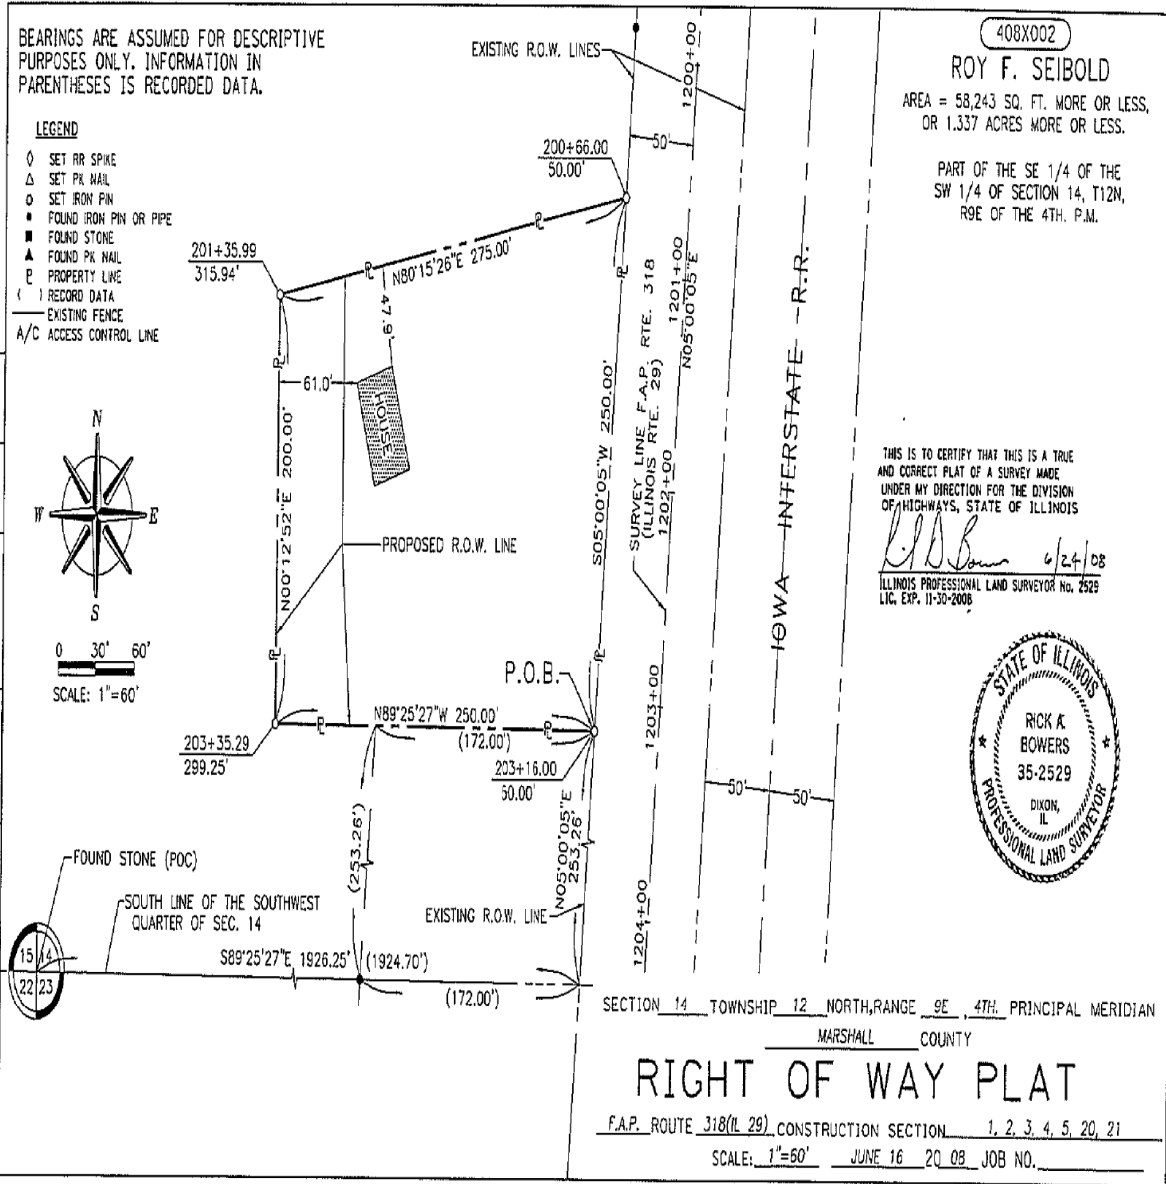 BEARINGS ARE ASSUMED FOR DESCRIPTIVE
PURPOSES ONLY. INFORMATION IN
PARENTHESES IS RECORDED DATA.
LEGEND
SET RR SPIKE
SET PK NAIL
SET IRON PIN
FOUND IRON PIN OR PIPE
FOUND STONE
FOUND PK NAIL
PROPERTY LINE
( ) RECORD DATA
EXISTING FENCE
A/C ACCESS CONTROL LINE
N
W E
S
0 30' 60'
SCALE: 1"=60'
EXISTING R.O.W. LINES
1200+00
50'
200+66.00
50.00'
201+35.99
315.94'
N80°15'26"E 275.00'
47.9'
61.0'
HOUSE
N00°12'52"E 200.00'
PROPOSED R.O.W. LINE
S05°00'05"W 250.00'
SURVEY LINE F.A.P. RTE. 318
(ILLINOIS RTE. 29)
1201+00
N05°00'05"E
1202+00
IOWA INTERSTATE R.R.
P.O.B.
N89°25'27"W 250.00'
(172.00')
203+35.29
299.25'
203+16.00
50.00'
1203+00
50' 50'
(253.26')
N05°00'05"E
253.26'
FOUND STONE (POC)
SOUTH LINE OF THE SOUTHWEST
QUARTER OF SEC. 14
EXISTING R.O.W. LINE
1204+00
15 14
22 23
S89°25'27"E 1926.25' (1924.70')
(172.00')
408X002
ROY F. SEIBOLD
AREA = 58,243 SQ. FT. MORE OR LESS,
OR 1.337 ACRES MORE OR LESS.
PART OF THE SE 1/4 OF THE
SW 1/4 OF SECTION 14, T12N,
R9E OF THE 4TH. P.M.
THIS IS TO CERTIFY THAT THIS IS A TRUE
AND CORRECT PLAT OF A SURVEY MADE
UNDER MY DIRECTION FOR THE DIVISION
OF HIGHWAYS, STATE OF ILLINOIS
6/24/08
ILLINOIS PROFESSIONAL LAND SURVEYOR No. 2529
LIC. EXP. 11-30-2008
STATE OF ILLINOIS
RICK A.
BOWERS
35-2529
DIXON,
IL
PROFESSIONAL LAND SURVEYOR
SECTION 14 TOWNSHIP 12 NORTH, RANGE 9E, 4TH. PRINCIPAL MERIDIAN
MARSHALL COUNTY
RIGHT OF WAY PLAT
F.A.P. ROUTE 318(IL 29) CONSTRUCTION SECTION 1, 2, 3, 4, 5, 20, 21
SCALE: 1"=60' JUNE 16 20 08 JOB NO.